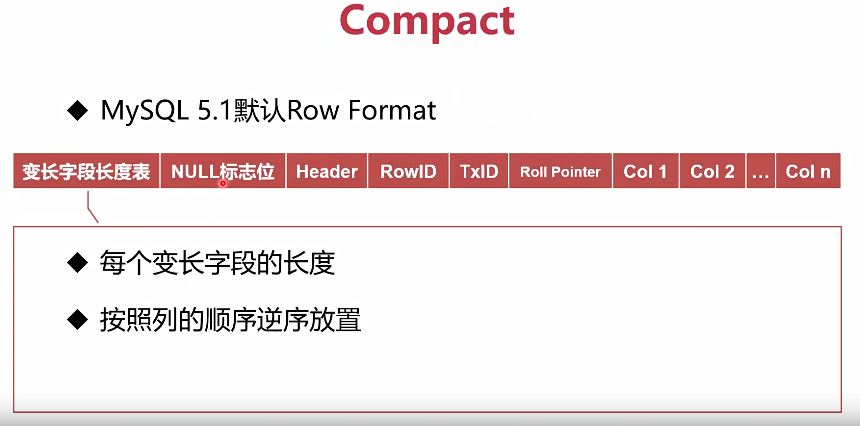 Compact
◆ MySQL 5.1默认Row Format
变长字段长度表 NULL标志位 Header RowID TxID Roll Pointer Col 1 Col 2 ... Col n
◆ 每个变长字段的长度
◆ 按照列的顺序逆序放置